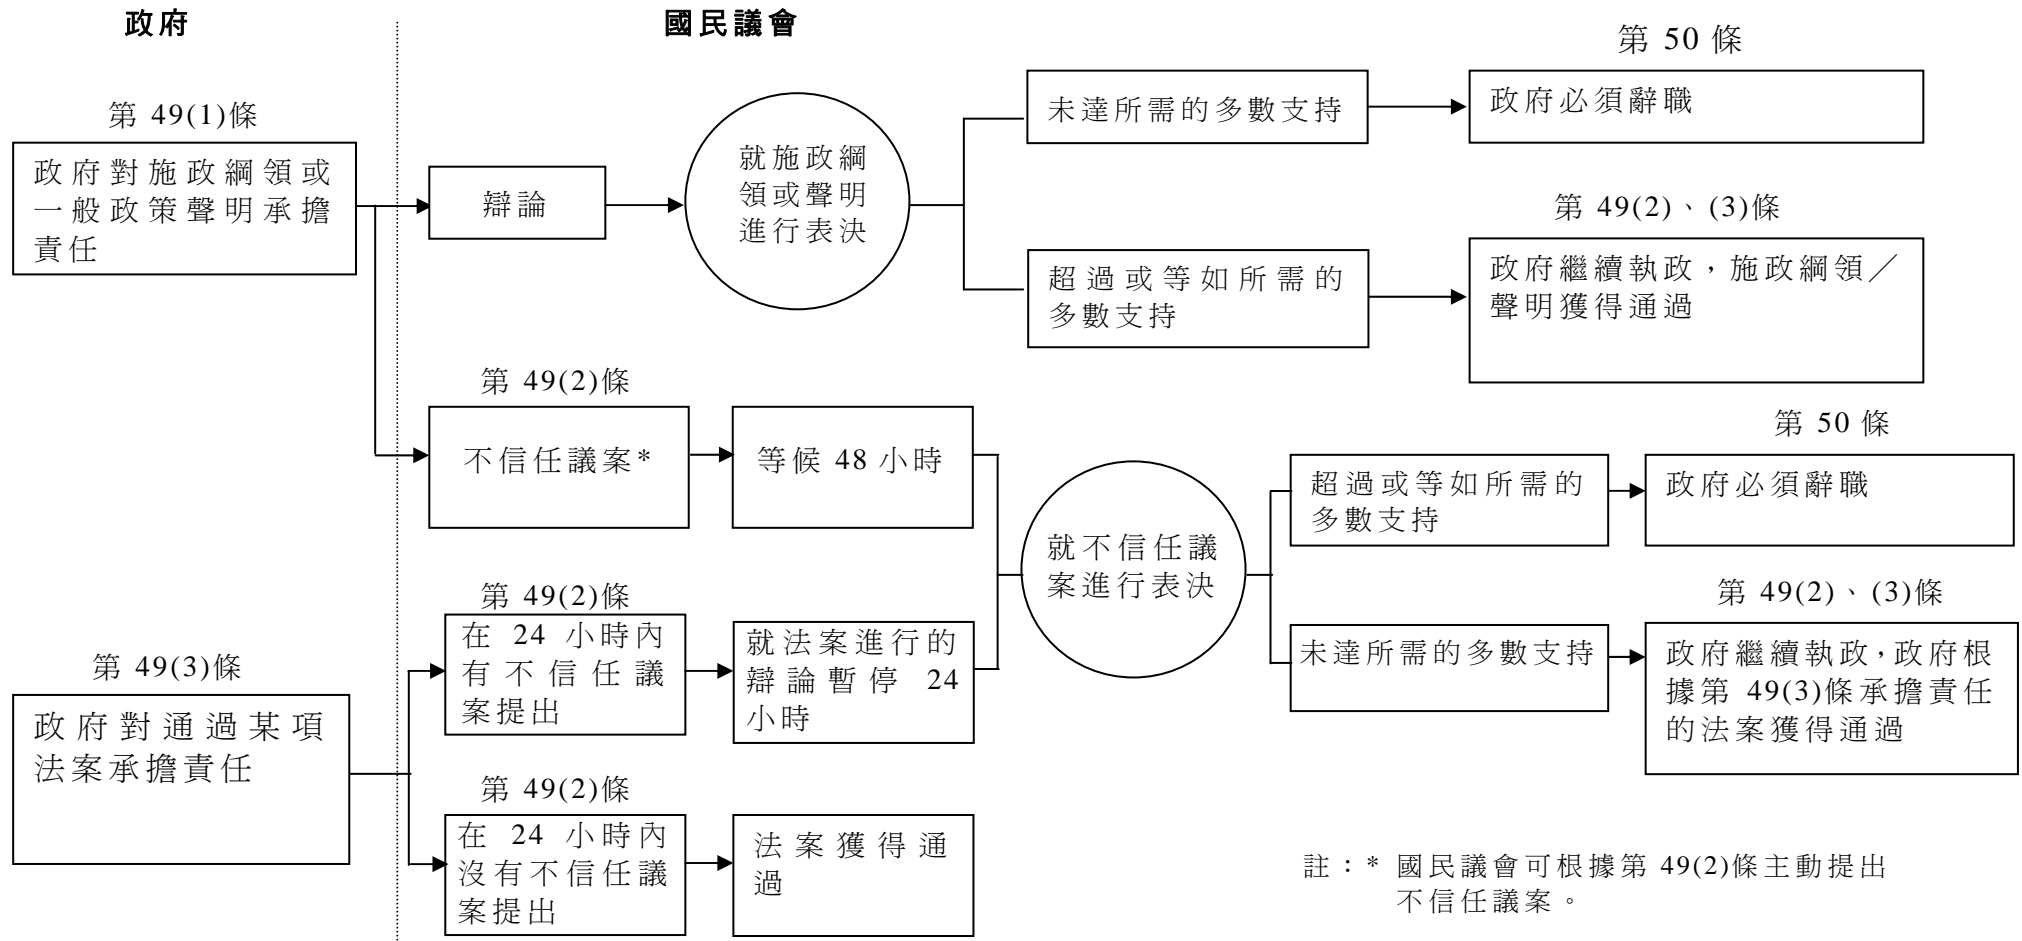 政府
國民議會
第 49(1)條
政府對施政綱領或
一般政策聲明承擔
責任
辯論
就施政綱
領或聲明
進行表決
未達所需的多數支持
第 50 條
政府必須辭職
超過或等如所需的
多數支持
第 49(2)、(3)條
政府繼續執政，施政綱領／
聲明獲得通過
第 49(2)條
不信任議案*
等候 48 小時
第 49(3)條
政府對通過某項
法案承擔責任
第 49(2)條
在 24 小時內
有不信任議
案提出
就法案進行的
辯論暫停 24
小時
第 49(2)條
在 24 小時內
沒有不信任議
案提出
法案獲得通
過
就不信任議
案進行表決
超過或等如所需的
多數支持
第 50 條
政府必須辭職
未達所需的多數支持
第 49(2)、(3)條
政府繼續執政，政府根
據第 49(3)條承擔責任
的法案獲得通過
註：* 國民議會可根據第 49(2)條主動提出
不信任議案。